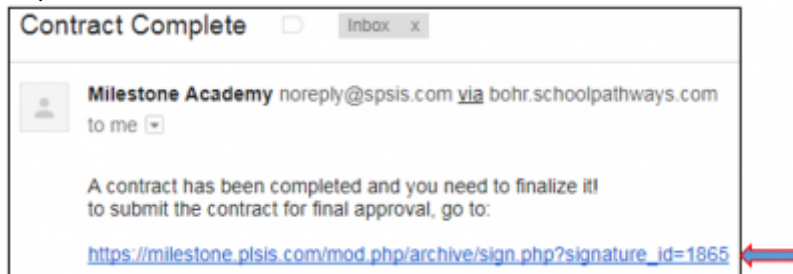 Contract Complete Inbox x
Milestone Academy noreply@spsis.com via bohr.schoolpathways.com
to me
A contract has been completed and you need to finalize it!
to submit the contract for final approval, go to:
https://milestone.plsis.com/mod.php/archive/sign.php?signature_id=1865